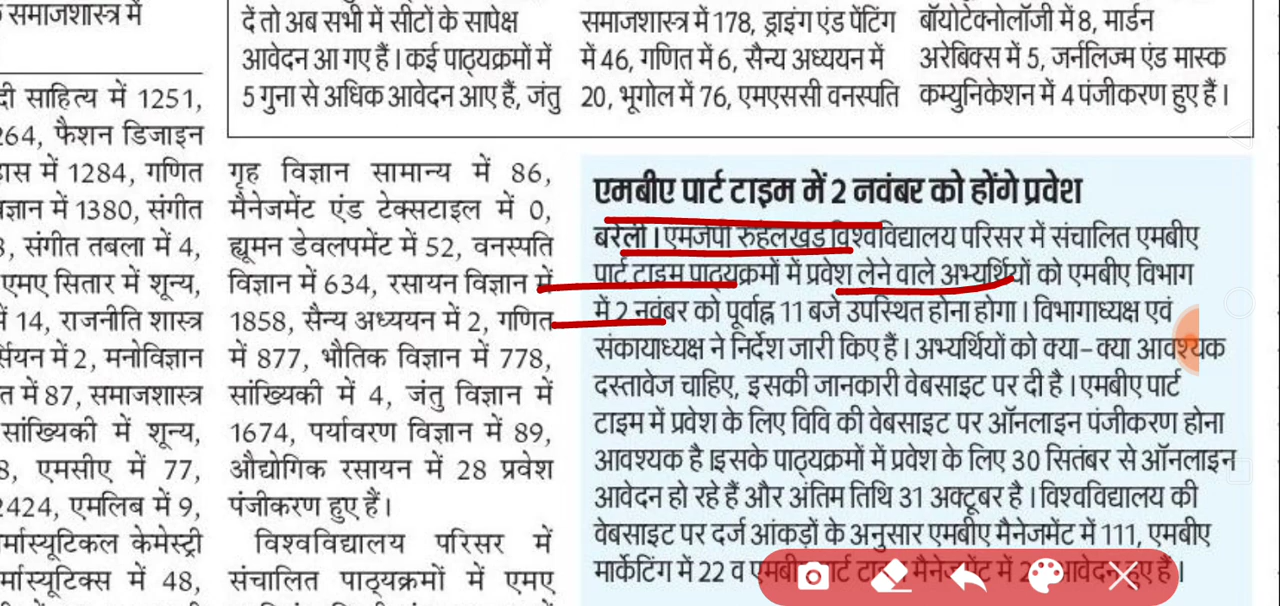 समाजशास्त्र में
दी साहित्य में 1251,
264, फैशन डिजाइन
में 1284, गणित
में 1380, संगीत
संगीत तबला में 4,
एमए सितार में शून्य,
में 14, राजनीति शास्त्र
में 2, मनोविज्ञान
में 87, समाजशास्त्र
सांख्यिकी में शून्य,
8, एमसीए में 77,
2424, एमलिब में 9,
केमेस्ट्री
में 48,
दें तो अब सभी में सीटों के सापेक्ष
आवेदन आ गए हैं। कई पाठ्यक्रमों में
5 गुना से अधिक आवेदन आए हैं, जंतु
समाजशास्त्र में 178, ड्राइंग एंड पेंटिंग
में 46, गणित में 6, सैन्य अध्ययन में
20, भूगोल में 76, एमएससी वनस्पति
बॉयोटेक्नोलॉजी में 8, मार्डन
अरेबिक्स में 5, जर्नलिज्म एंड मास्क
कम्युनिकेशन में 4 पंजीकरण हुए हैं।
गृह विज्ञान सामान्य में 86,
मैनेजमेंट एंड टेक्सटाइल में 0,
ह्यूमन डेवलपमेंट में 52, वनस्पति
विज्ञान में 634, रसायन विज्ञान में
1858, सैन्य अध्ययन में 2, गणित
में 877, भौतिक विज्ञान में 778,
सांख्यिकी में 4, जंतु विज्ञान में
1674, पर्यावरण विज्ञान में 89,
औद्योगिक रसायन में 28 प्रवेश
पंजीकरण हुए हैं।
विश्वविद्यालय परिसर में
संचालित पाठ्यक्रमों में एमए
एमबीए पार्ट टाइम में 2 नवंबर को होंगे प्रवेश
बरेली। एमजेपी रुहेलखंड विश्वविद्यालय परिसर में संचालित एमबीए
पार्ट टाइम पाठ्यक्रमों में प्रवेश लेने वाले अभ्यर्थियों को एमबीए विभाग
में 2 नवंबर को पूर्वाह्न 11 बजे उपस्थित होना होगा। विभागाध्यक्ष एवं
संकायाध्यक्ष ने निर्देश जारी किए हैं। अभ्यर्थियों को क्या-क्या आवश्यक
दस्तावेज चाहिए, इसकी जानकारी वेबसाइट पर दी है। एमबीए पार्ट
टाइम में प्रवेश के लिए विवि की वेबसाइट पर ऑनलाइन पंजीकरण होना
आवश्यक है। इसके पाठ्यक्रमों में प्रवेश के लिए 30 सितंबर से ऑनलाइन
आवेदन हो रहे हैं और अंतिम तिथि 31 अक्टूबर है। विश्वविद्यालय की
वेबसाइट पर दर्ज आंकड़ों के अनुसार एमबीए मैनेजमेंट में 111, एमबीए
मार्केटिंग में 22 व एमबीए पार्ट टाइम मैनेजमेंट में आवेदन हुए हैं।